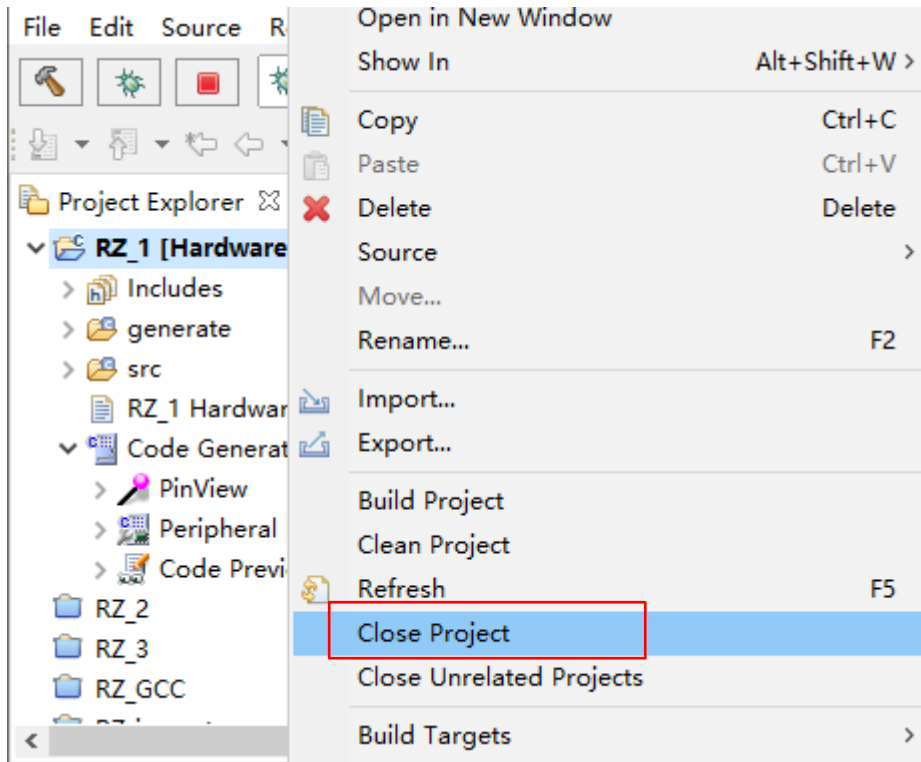 File Edit Source R
Project Explorer
RZ_1 [Hardware
Includes
generate
src
RZ_1 Hardwar
Code Generat
PinView
Peripheral
Code Previ
RZ_2
RZ_3
RZ_GCC
Open in New Window
Show In Alt+Shift+W >
Copy Ctrl+C
Paste Ctrl+V
Delete Delete
Source >
Move...
Rename... F2
Import...
Export...
Build Project
Clean Project
Refresh F5
Close Project
Close Unrelated Projects
Build Targets >